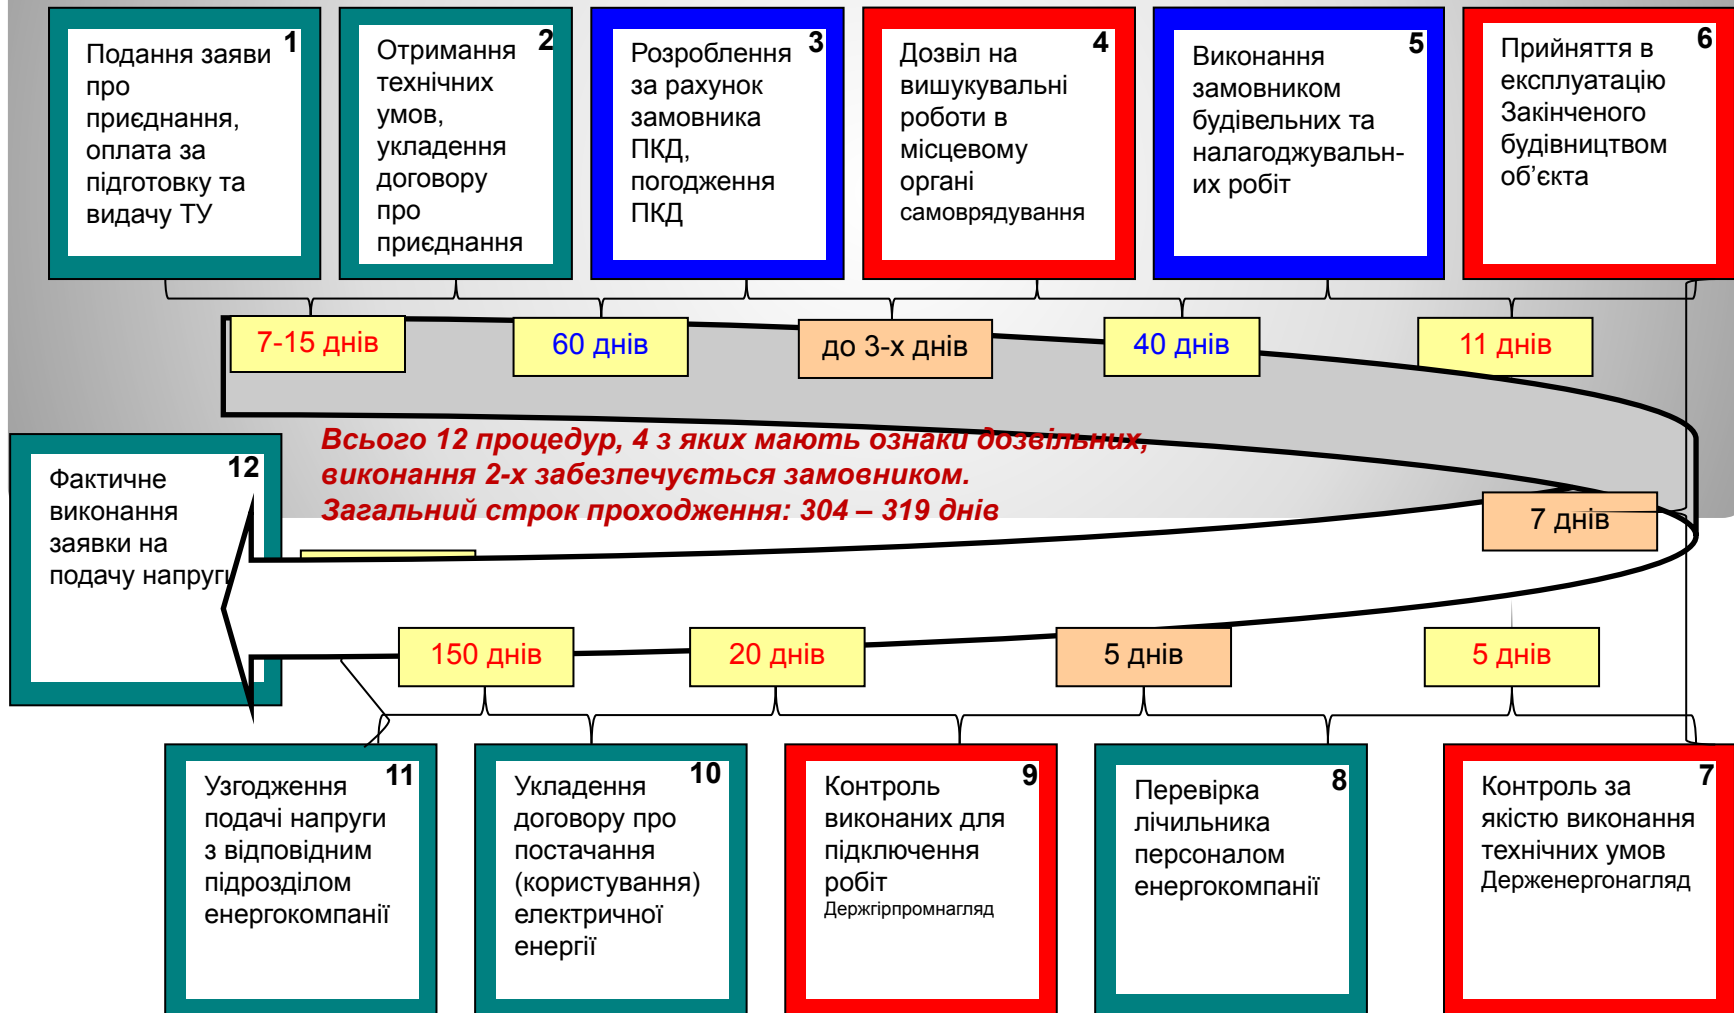 1
Подання заяви
про
приєднання,
оплата за
підготовку та
видачу ТУ
2
Отримання
технічних
умов,
укладення
договору
про
приєднання
3
Розроблення
за рахунок
замовника
ПКД,
погодження
ПКД
4
Дозвіл на
вишукувальні
роботи в
місцевому
органі
самоврядування
5
Виконання
замовником
будівельних та
налагоджувальн-
их робіт
6
Прийняття в
експлуатацію
Закінченого
будівництвом
об’єкта
7-15 днів
60 днів
до 3-х днів
40 днів
11 днів
Всього 12 процедур, 4 з яких мають ознаки дозвільних,
виконання 2-х забезпечується замовником.
Загальний строк проходження: 304 – 319 днів
12
Фактичне
виконання
заявки на
подачу напруги
7 днів
150 днів
20 днів
5 днів
5 днів
11
Узгодження
подачі напруги
з відповідним
підрозділом
енергокомпанії
10
Укладення
договору про
постачання
(користування)
електричної
енергії
9
Контроль
виконаних для
підключення
робіт
Держгірпромнагляд
8
Перевірка
лічильника
персоналом
енергокомпанії
7
Контроль за
якістю виконання
технічних умов
Держенергонагляд